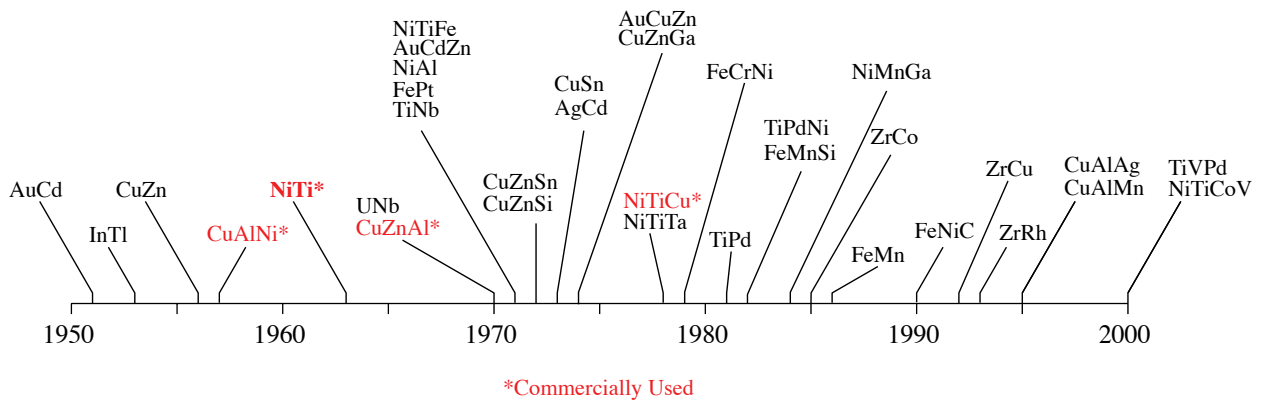 AuCd
InTl
CuZn
CuAlNi*
NiTi*
UNb
CuZnAl*
NiTiFe
AuCdZn
NiAl
FePt
TiNb
CuZnSn
CuZnSi
CuSn
AgCd
AuCuZn
CuZnGa
NiTiCu*
NiTiTa
FeCrNi
TiPd
TiPdNi
FeMnSi
NiMnGa
ZrCo
FeMn
FeNiC
ZrCu
ZrRh
CuAlAg
CuAlMn
TiVPd
NiTiCoV
1950 1960 1970 1980 1990 2000
*Commercially Used